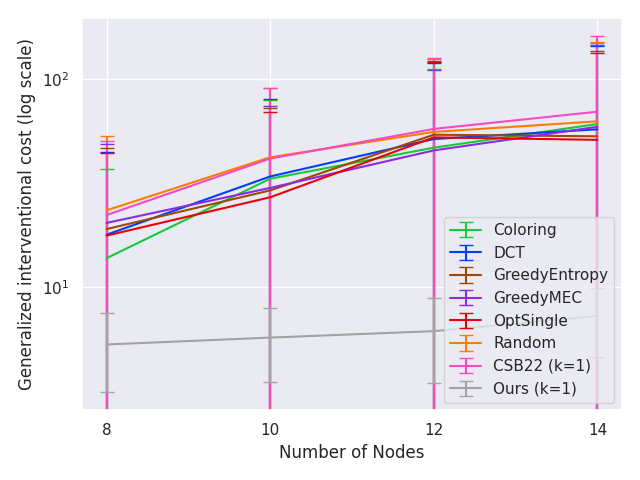 Generalized interventional cost (log scale)
10²
10¹
Coloring
DCT
GreedyEntropy
GreedyMEC
OptSingle
Random
CSB22 (k=1)
Ours (k=1)
8
10
12
14
Number of Nodes